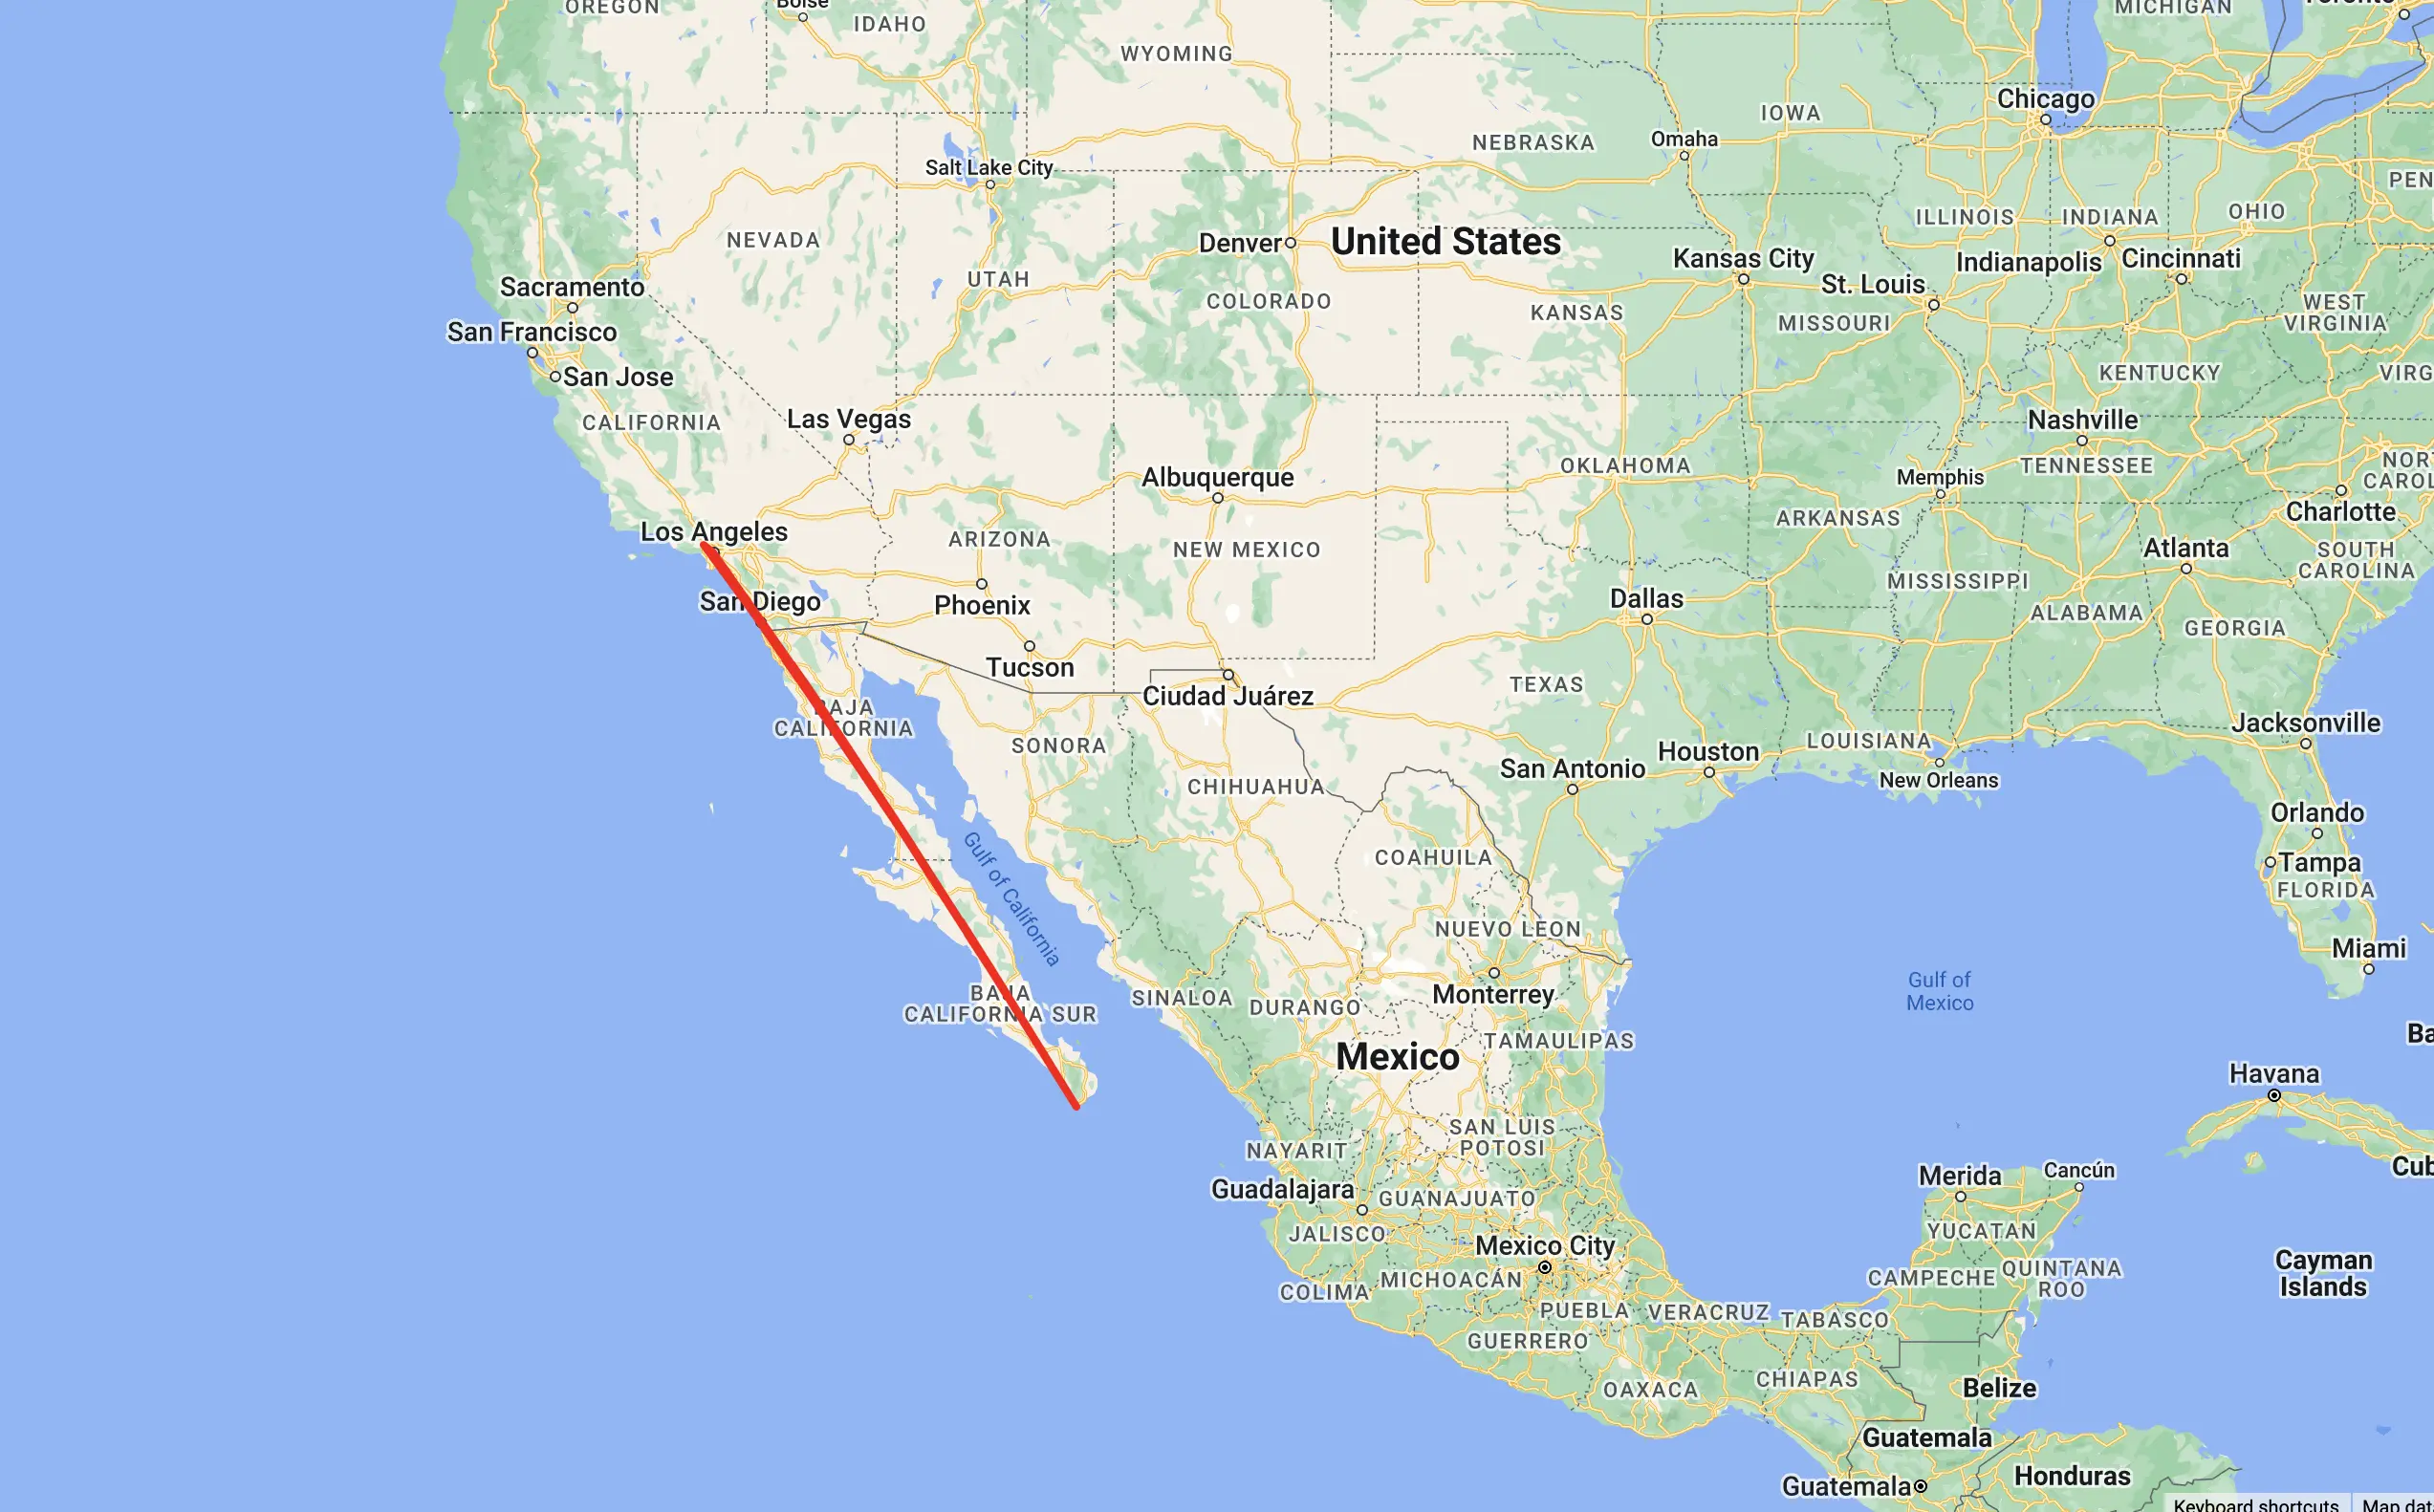 OREGON
Boise
IDAHO
WYOMING
MICHIGAN
Chicago
IOWA
NEBRASKA
Omaha
Salt Lake City
PEN
NEVADA
Denver
United States
ILLINOIS
INDIANA
OHIO
UTAH
Kansas City
Indianapolis
Cincinnati
Sacramento
COLORADO
St. Louis
KANSAS
MISSOURI
WEST
VIRGINIA
San Francisco
San Jose
KENTUCKY
VIRG
CALIFORNIA
Las Vegas
Nashville
Albuquerque
OKLAHOMA
TENNESSEE
Memphis
NOR
CAROL
Los Angeles
ARIZONA
NEW MEXICO
ARKANSAS
Charlotte
Atlanta
SOUTH
CAROLINA
San Diego
Phoenix
Dallas
MISSISSIPPI
ALABAMA
GEORGIA
Tucson
Ciudad Juárez
TEXAS
BAJA
CALIFORNIA
SONORA
Jacksonville
LOUISIANA
Houston
San Antonio
New Orleans
CHIHUAHUA
Orlando
Gulf of California
COAHUILA
Tampa
FLORIDA
NUEVO LEON
Miami
BAJA
CALIFORNIA SUR
SINALOA
DURANGO
Monterrey
Gulf of
Mexico
TAMAULIPAS
Mexico
Ba
Havana
SAN LUIS
POTOSI
NAYARIT
Merida
Cancún
Cub
Guadalajara
GUANAJUATO
JALISCO
YUCATAN
Mexico City
MICHOACÁN
COLIMA
CAMPECHE
QUINTANA
ROO
Cayman
Islands
PUEBLA
VERACRUZ
TABASCO
GUERRERO
OAXACA
CHIAPAS
Belize
Guatemala
Honduras
Guatemala
Keyboard shortcuts
Map dat